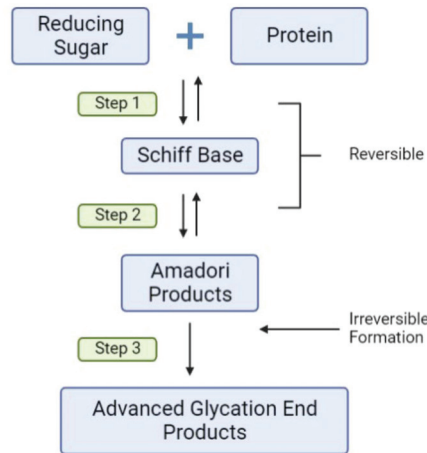 Reducing
Sugar
+
Protein
Step 1
Schiff Base
Reversible
Step 2
Amadori
Products
Irreversible
Formation
Step 3
Advanced Glycation End
Products